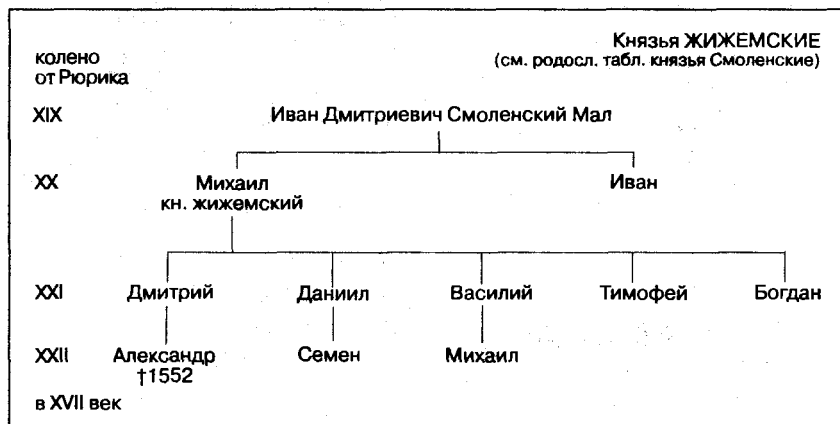 Князья ЖИЖЕМСКИЕ
(см. родосл. табл. князья Смоленские)
колено
от Рюрика
XIX Иван Дмитриевич Смоленский Мал
XX Михаил Иван
кн. жижемский
XXI Дмитрий Даниил Василий Тимофей Богдан
XXII Александр Семен Михаил
†1552
в XVII век